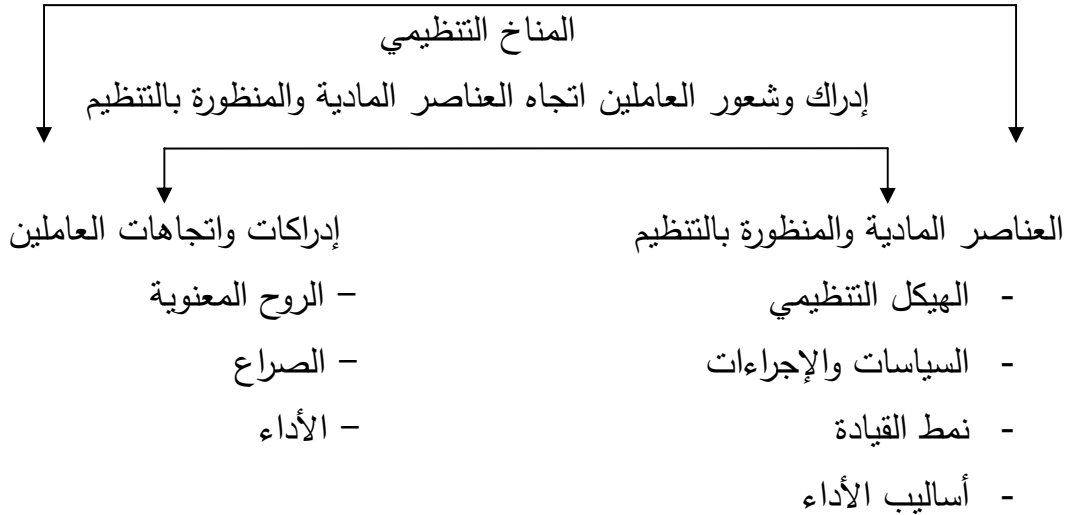 المناخ التنظيمي
إدراك وشعور العاملين اتجاه العناصر المادية والمنظورة بالتنظيم
العناصر المادية والمنظورة بالتنظيم
- الهيكل التنظيمي
- السياسات والإجراءات
- نمط القيادة
- أساليب الأداء
إدراكات واتجاهات العاملين
– الروح المعنوية
– الصراع
– الأداء